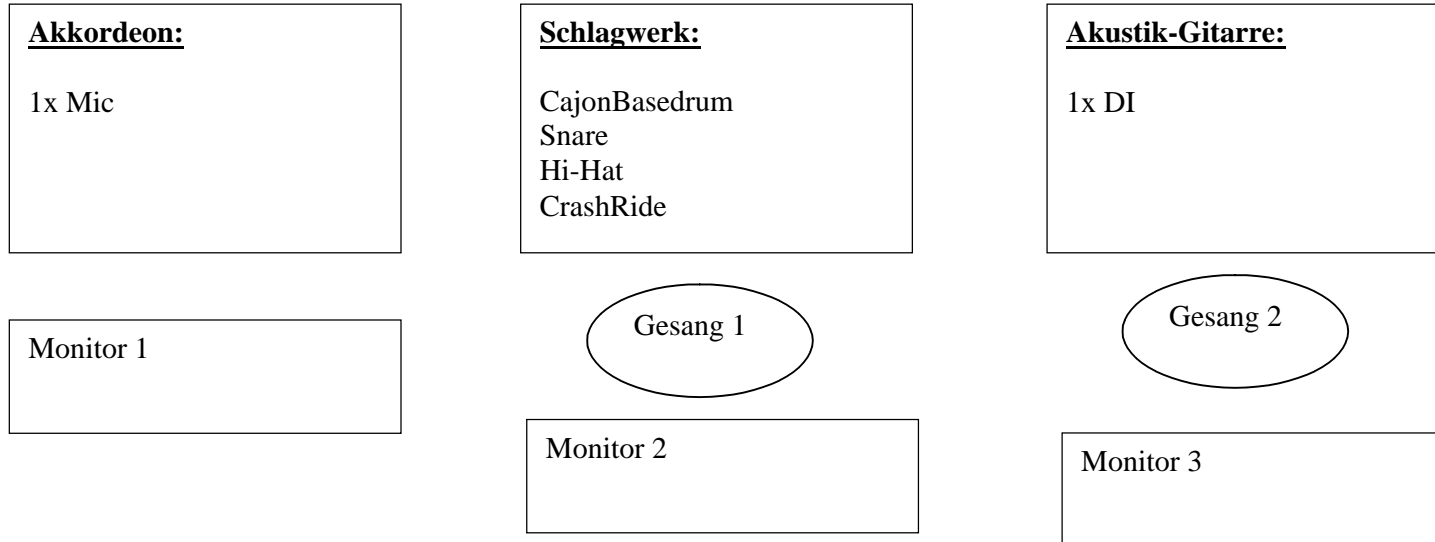 Akkordeon:
1x Mic
Schlagwerk:
CajonBasedrum
Snare
Hi-Hat
CrashRide
Akustik-Gitarre:
1x DI
Monitor 1
Gesang 1
Gesang 2
Monitor 2
Monitor 3